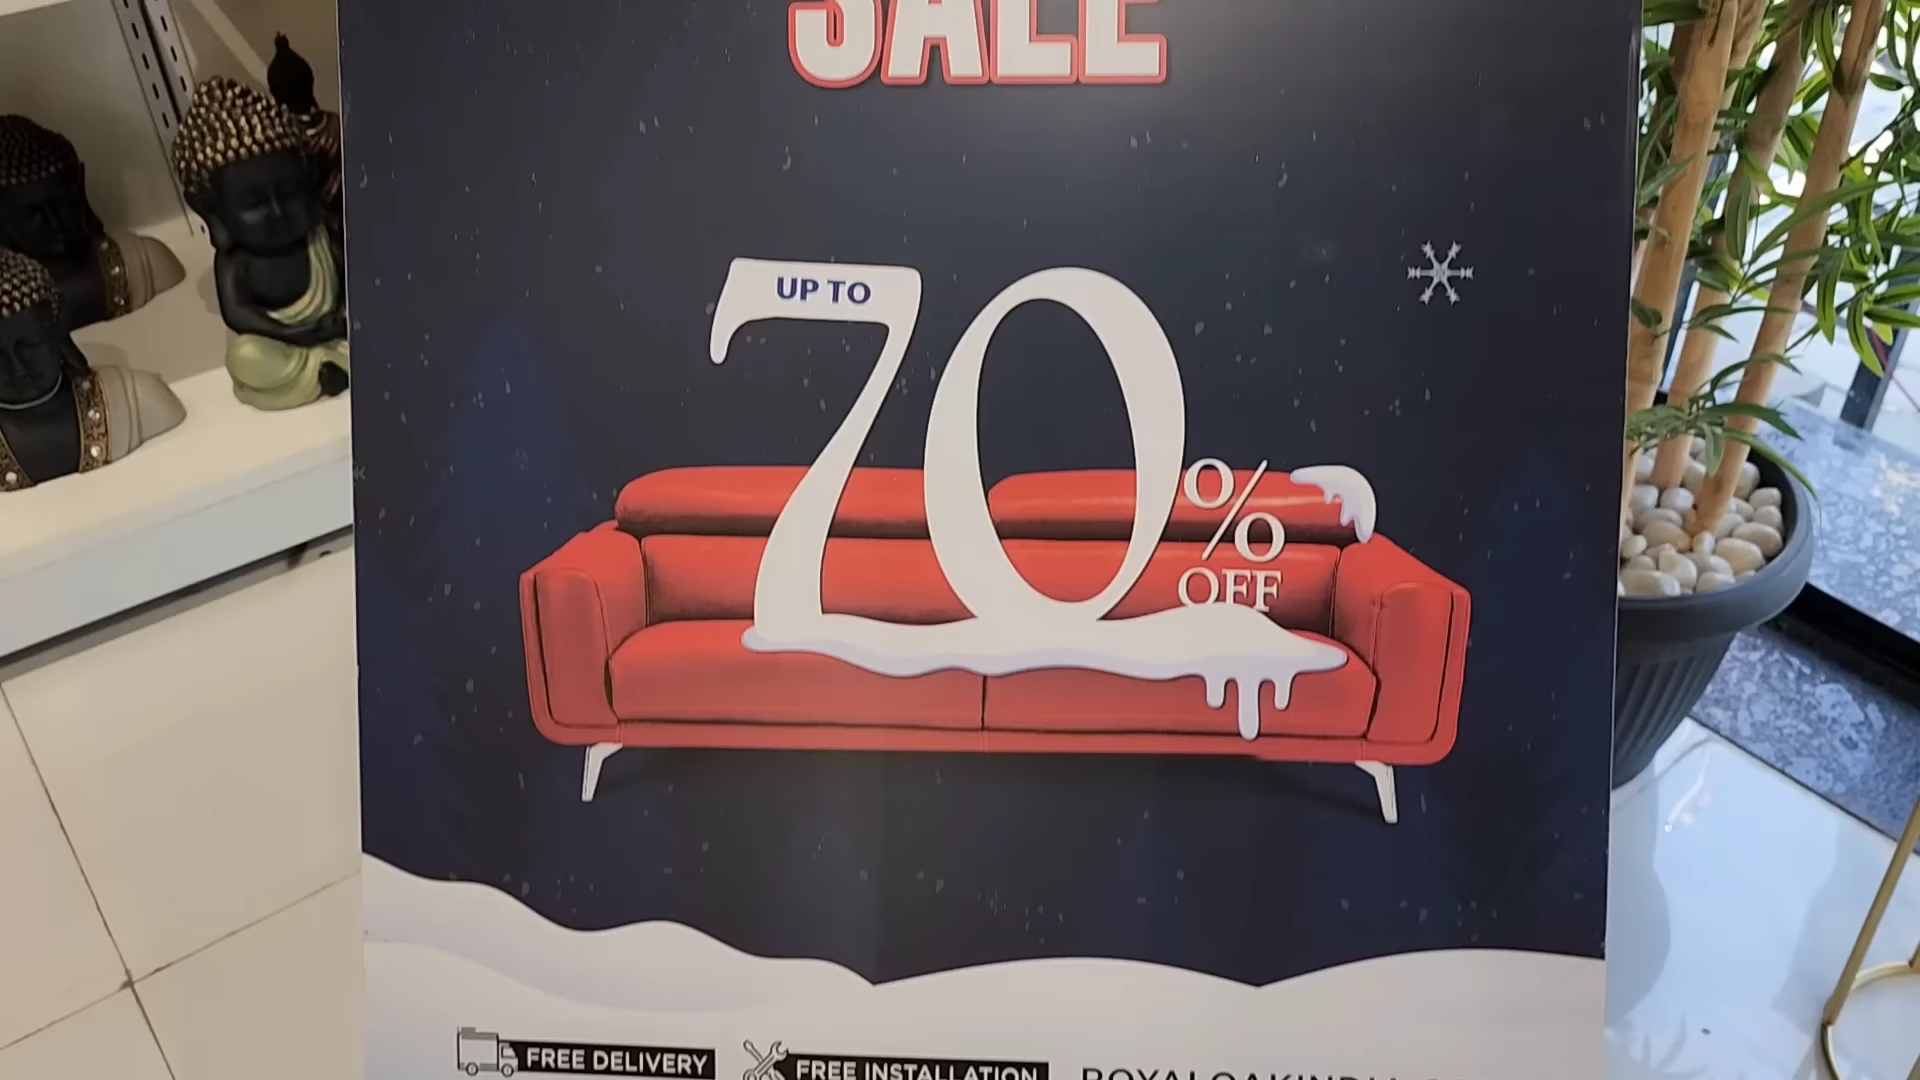 SALE
UP TO
70%
OFF
FREE DELIVERY
FREE INSTALLATION